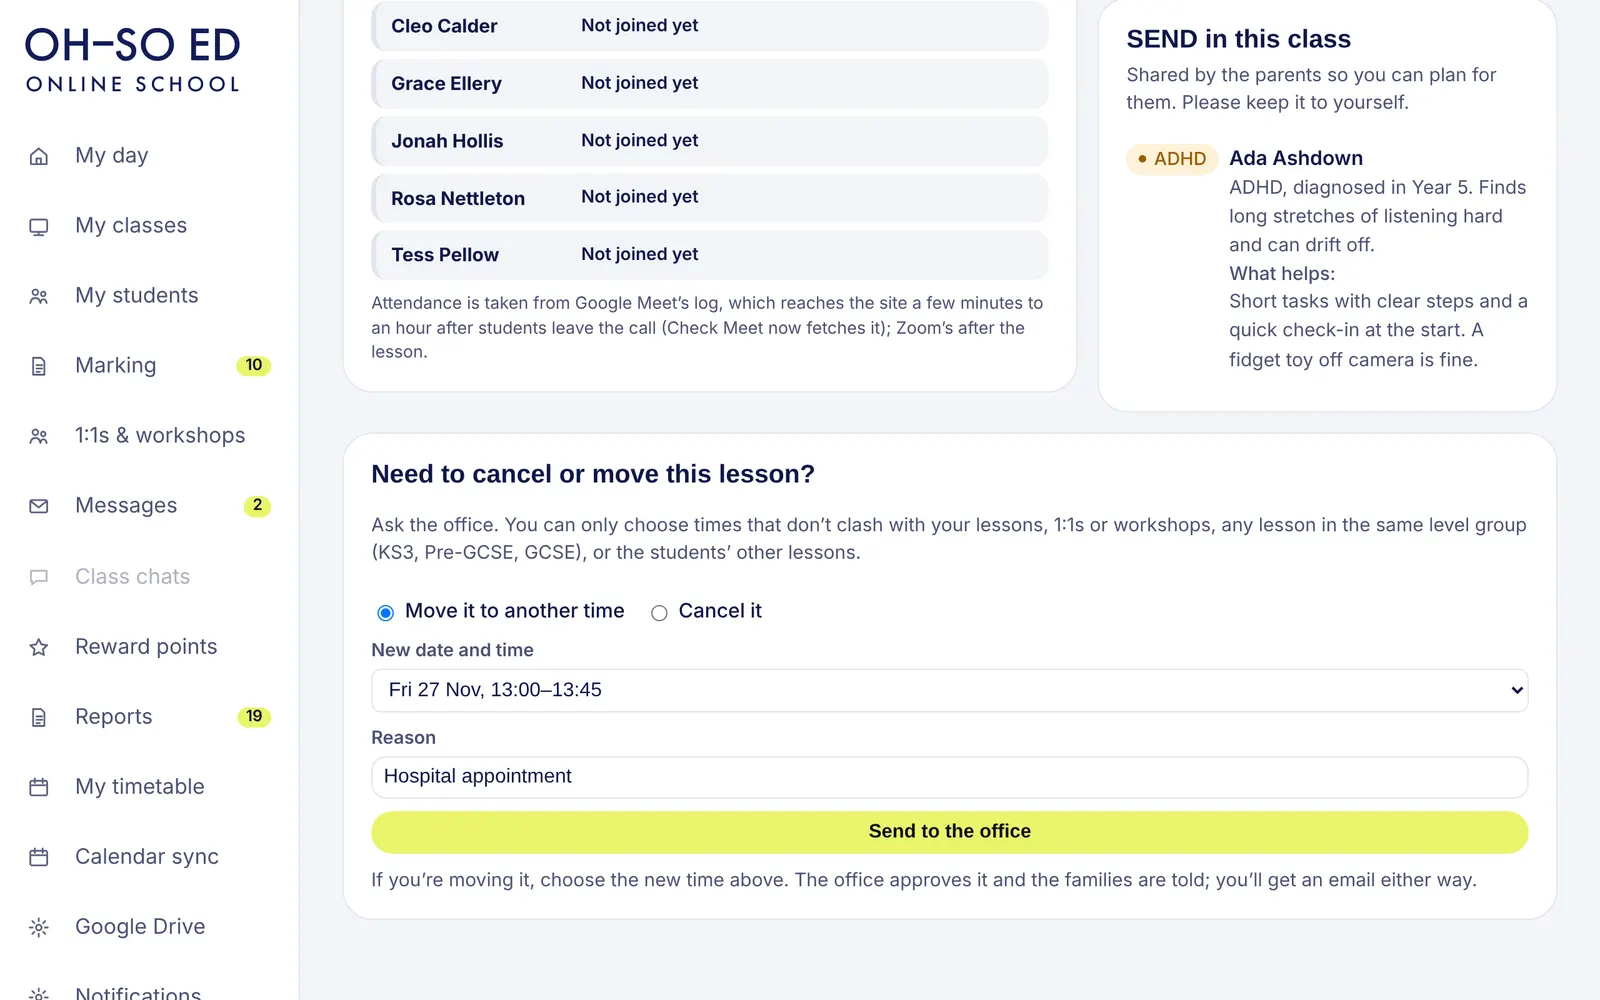 OH-SO ED
ONLINE SCHOOL
My day
My classes
My students
Marking 10
1:1s & workshops
Messages 2
Class chats
Reward points
Reports 19
My timetable
Calendar sync
Google Drive
Notifications
Cleo Calder Not joined yet
Grace Ellery Not joined yet
Jonah Hollis Not joined yet
Rosa Nettleton Not joined yet
Tess Pellow Not joined yet
Attendance is taken from Google Meet’s log, which reaches the site a few minutes to
an hour after students leave the call (Check Meet now fetches it); Zoom’s after the
lesson.
SEND in this class
Shared by the parents so you can plan for
them. Please keep it to yourself.
• ADHD Ada Ashdown
ADHD, diagnosed in Year 5. Finds
long stretches of listening hard
and can drift off.
What helps:
Short tasks with clear steps and a
quick check-in at the start. A
fidget toy off camera is fine.
Need to cancel or move this lesson?
Ask the office. You can only choose times that don’t clash with your lessons, 1:1s or workshops, any lesson in the same level group
(KS3, Pre-GCSE, GCSE), or the students’ other lessons.
Move it to another time Cancel it
New date and time
Fri 27 Nov, 13:00–13:45
Reason
Hospital appointment
Send to the office
If you’re moving it, choose the new time above. The office approves it and the families are told; you’ll get an email either way.